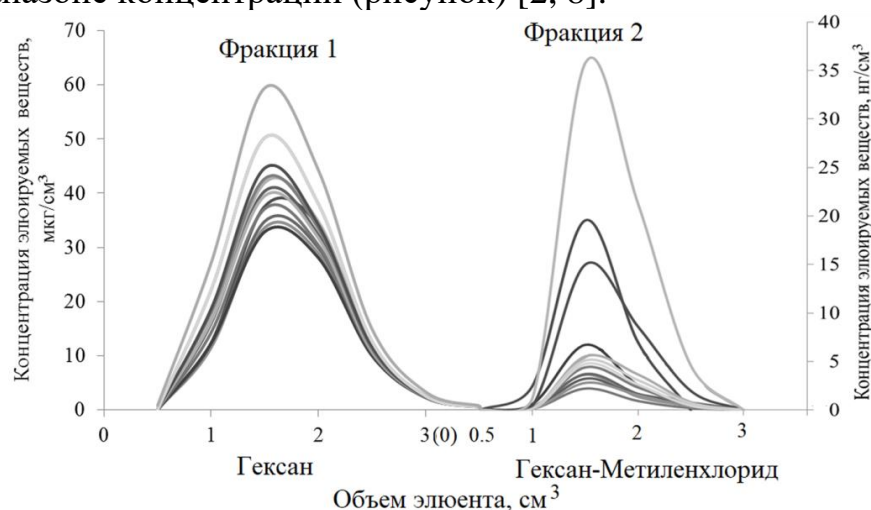 пазоне концентраций (рисунок) [2, 8].
Фракция 1
Фракция 2
Концентрация элюируемых веществ,
мкг/см³
70
60
50
40
30
20
10
0
40
35
30
25
20
15
10
5
0
Концентрация элюируемых веществ, нг/см³
0 1 2 3(0) 0.5 1 2 3
Гексан
Гексан-Метиленхлорид
Объем элюента, см³